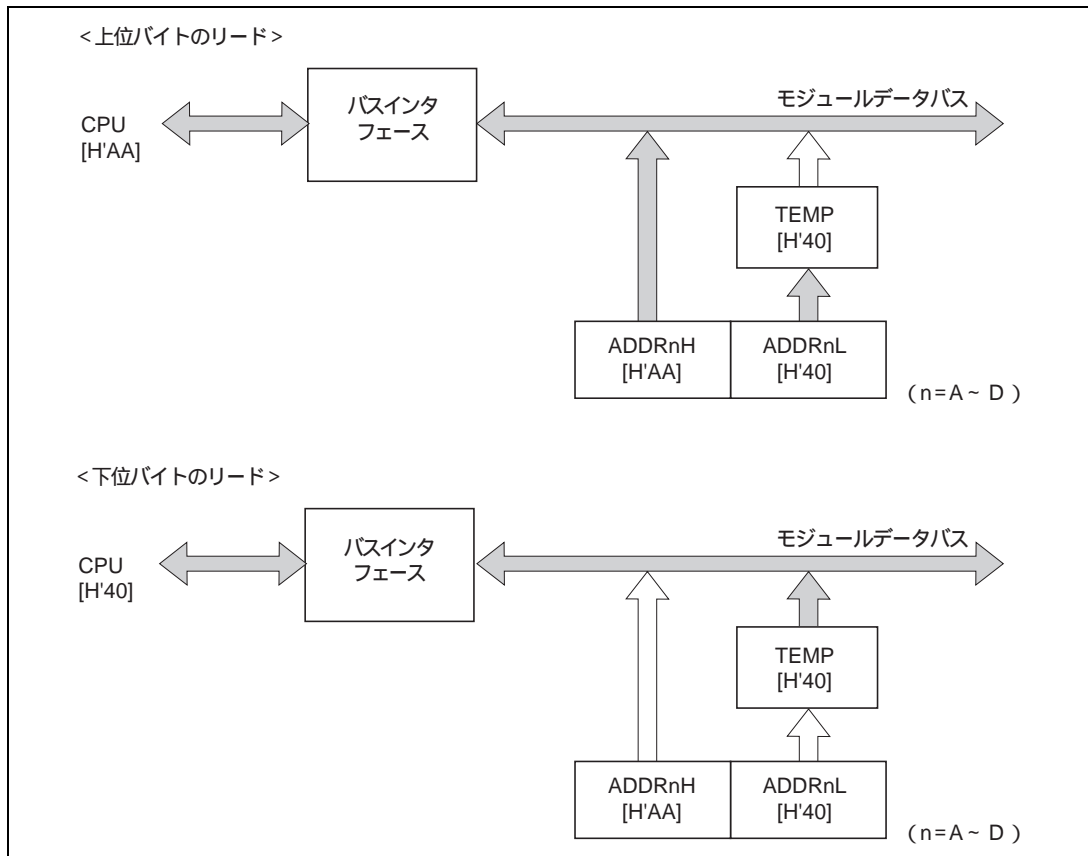 <上位バイトのリード>
モジュールデータバス
バスインタ
フェース
CPU
[H'AA]
TEMP
[H'40]
ADDRnH
[H'AA]
ADDRnL
[H'40]
(n=A~D)
<下位バイトのリード>
モジュールデータバス
バスインタ
フェース
CPU
[H'40]
TEMP
[H'40]
ADDRnH
[H'AA]
ADDRnL
[H'40]
(n=A~D)